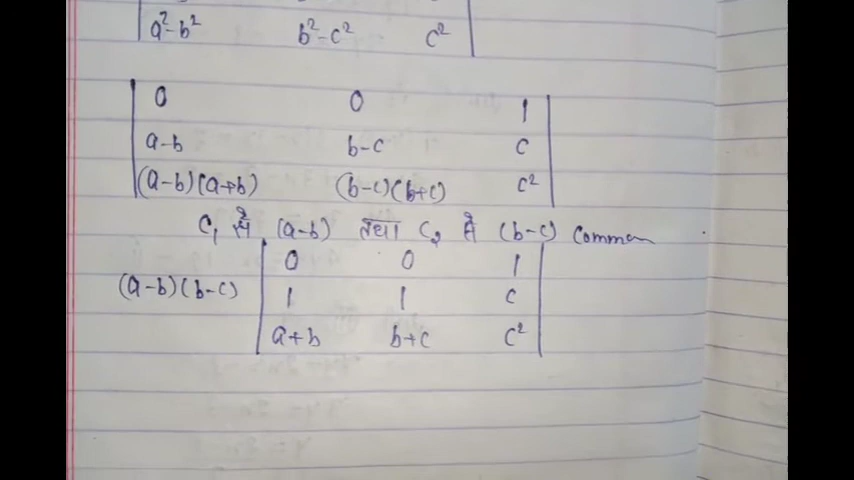 a²-b² b²-c² c²
0 0 1
a-b b-c c
(a-b)(a+b) (b-c)(b+c) c²
C₁ से (a-b) तथा C₂ से (b-c) Common
0 0 1
(a-b)(b-c) 1 1 c
a+b b+c c²